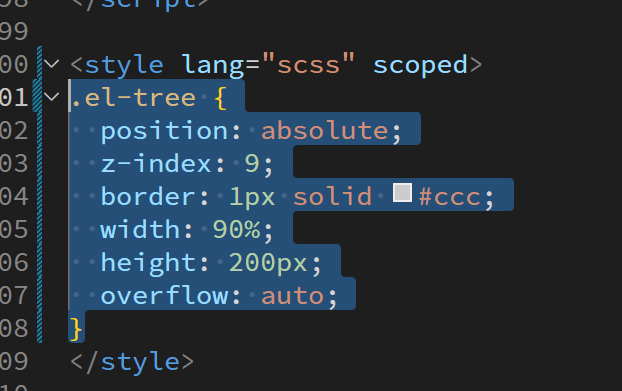 98 </script>
99
00 <style lang="scss" scoped>
01 .el-tree {
02 position: absolute;
03 z-index: 9;
04 border: 1px solid #ccc;
05 width: 90%;
06 height: 200px;
07 overflow: auto;
08 }
09 </style>
10